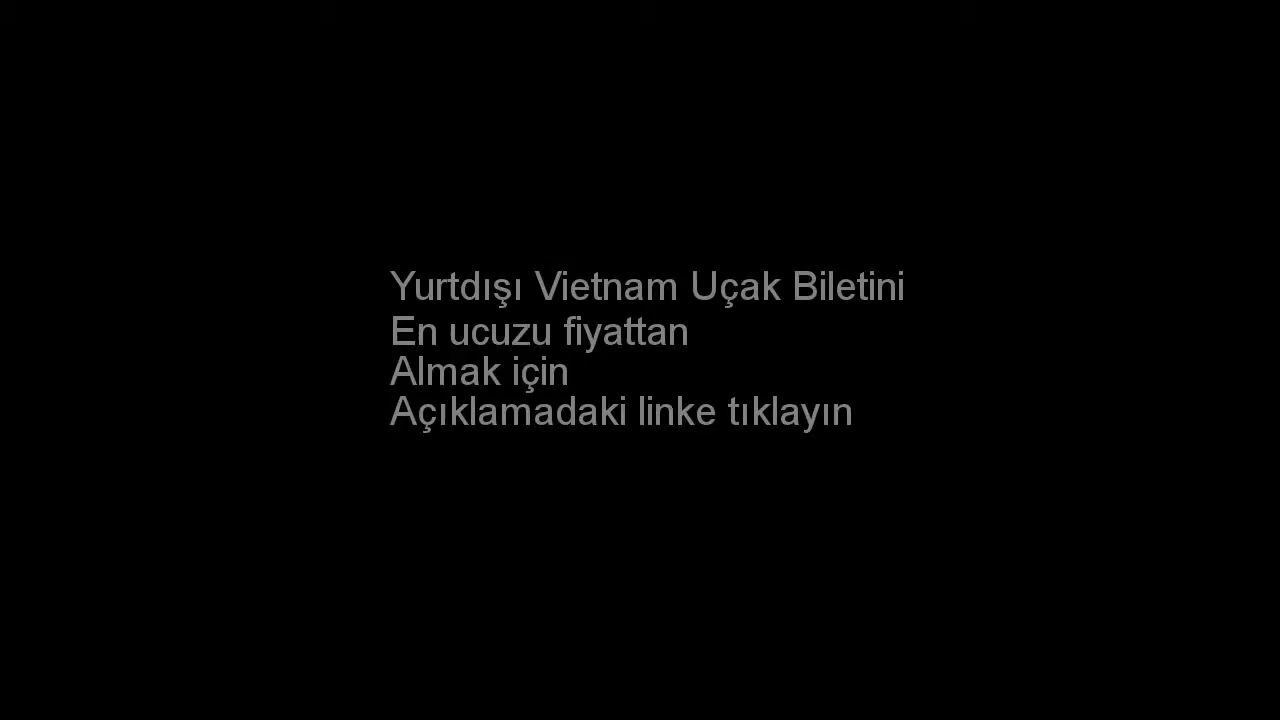 Yurtdışı Vietnam Uçak Biletini
En ucuzu fiyattan
Almak için
Açıklamadaki linke tıklayın